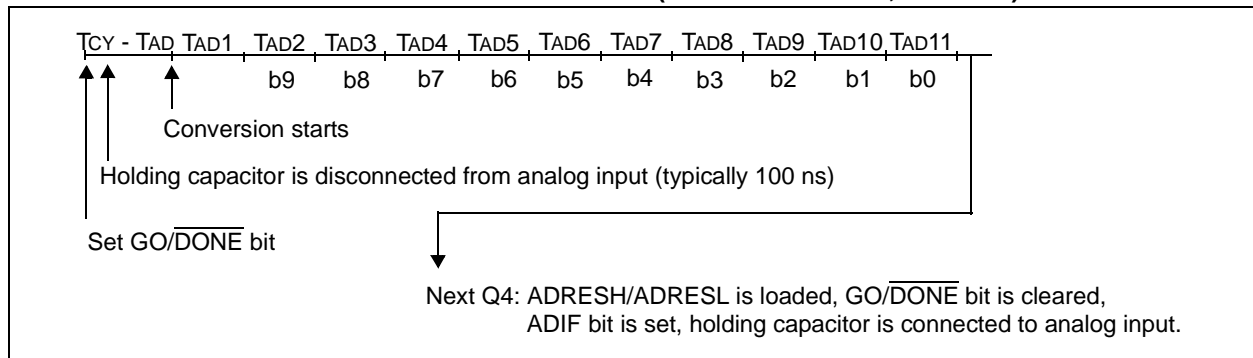 TCY - TAD TAD1 TAD2 TAD3 TAD4 TAD5 TAD6 TAD7 TAD8 TAD9 TAD10 TAD11
b9 b8 b7 b6 b5 b4 b3 b2 b1 b0
Conversion starts
Holding capacitor is disconnected from analog input (typically 100 ns)
Set GO/DONE bit
Next Q4: ADRESH/ADRESL is loaded, GO/DONE bit is cleared,
ADIF bit is set, holding capacitor is connected to analog input.